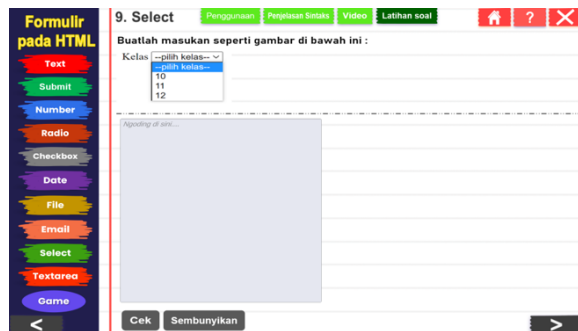 Formulir
pada HTML
Text
Submit
Number
Radio
Checkbox
Date
File
Email
Select
Textarea
Game
<
9. Select
Penggunaan
Penjelasan Sintaks
Video
Latihan soal
?
Buatlah masukan seperti gambar di bawah ini :
Kelas --pilih kelas--
--pilih kelas--
10
11
12
Ngoding di sini...
Cek
Sembunyikan
>